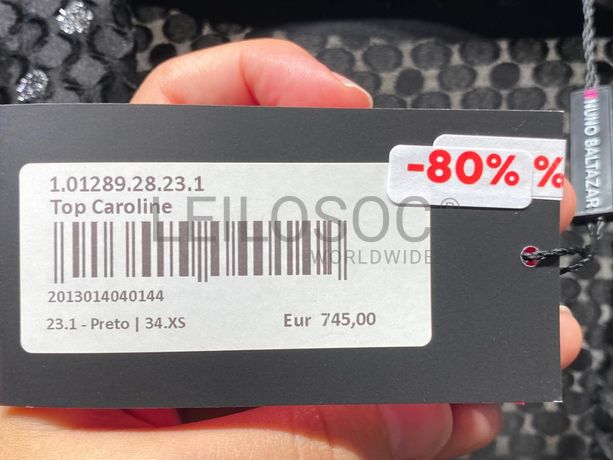 NUNO BALTAZAR
-80% %
1.01289.28.23.1
Top Caroline
LEILOSOC®
WORLDWIDE
2013014040144
23.1 - Preto | 34.XS
Eur 745,00